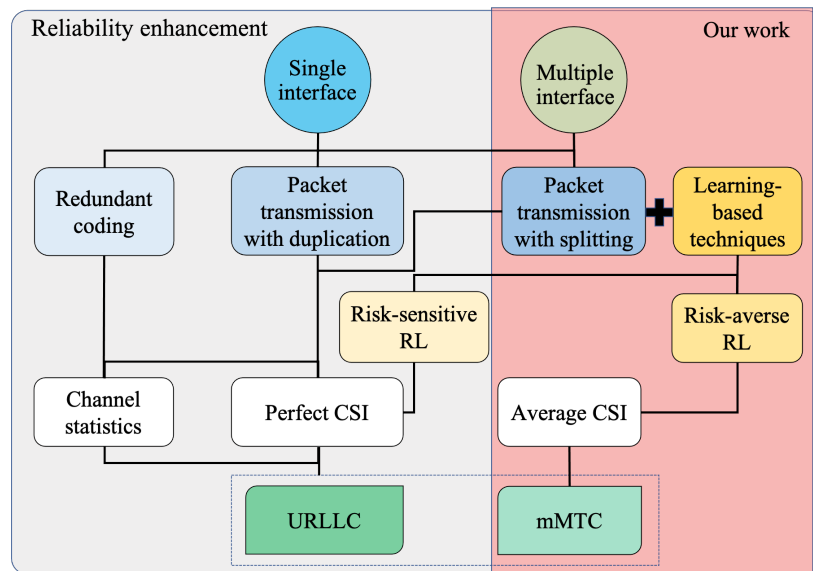 Reliability enhancement
Our work
Single
interface
Multiple
interface
Redundant
coding
Packet
transmission
with duplication
Packet
transmission
with splitting
Learning-
based
techniques
Risk-sensitive
RL
Risk-averse
RL
Channel
statistics
Perfect CSI
Average CSI
URLLC
mMTC